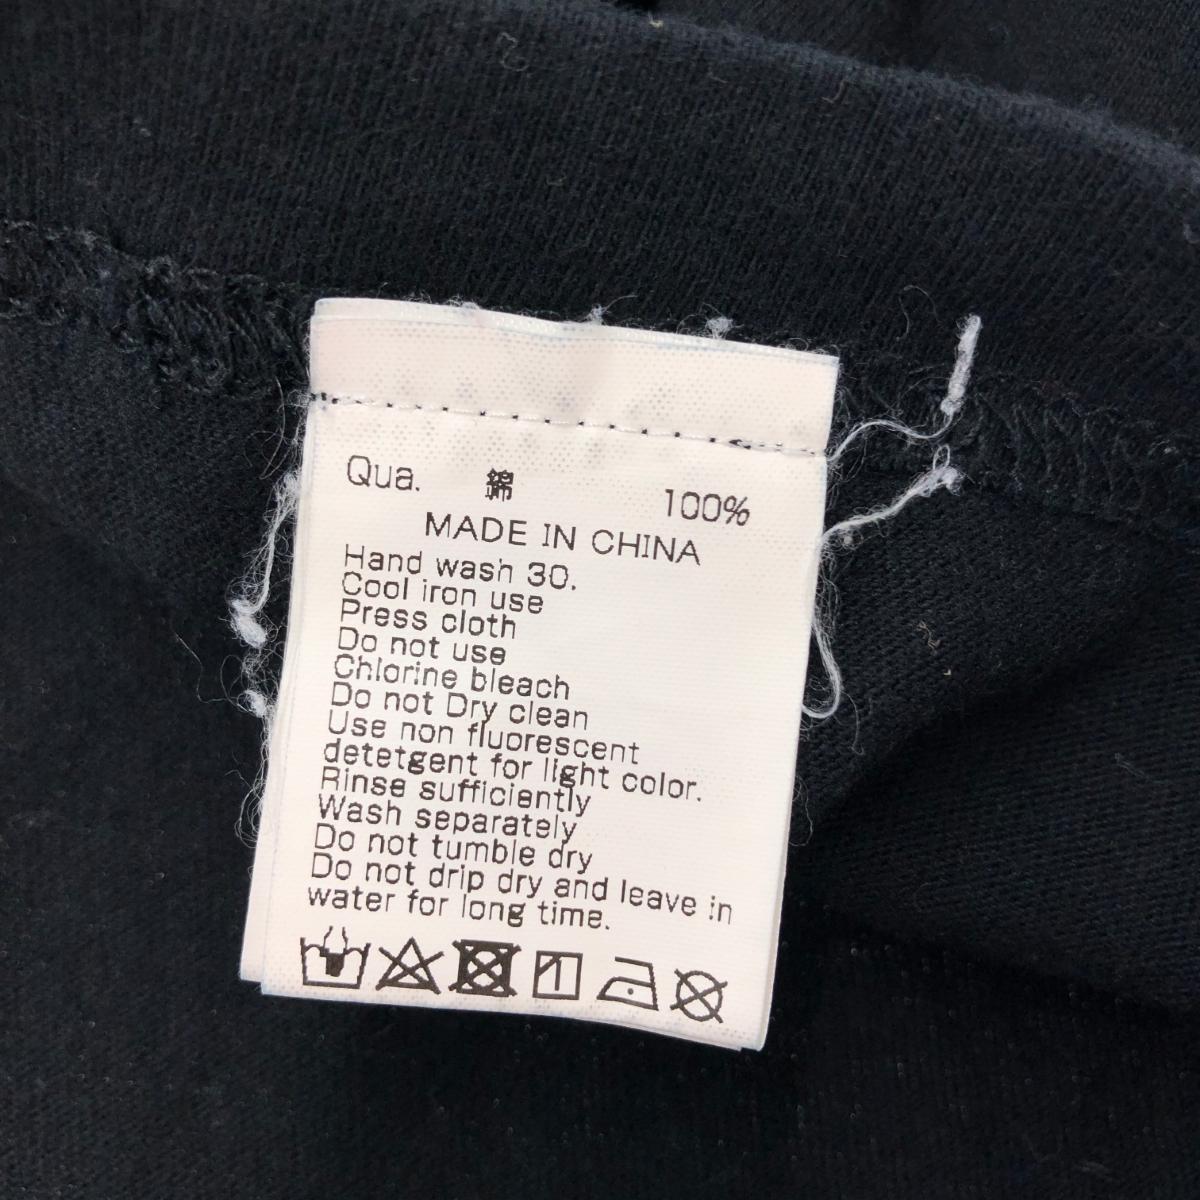 Qua. 綿 100%
MADE IN CHINA
Hand wash 30.
Cool iron use
Press cloth
Do not use
Chlorine bleach
Do not Dry clean
Use non fluorescent
detetgent for light color.
Rinse sufficiently
Wash separately
Do not tumble dry
Do not drip dry and leave in
water for long time.